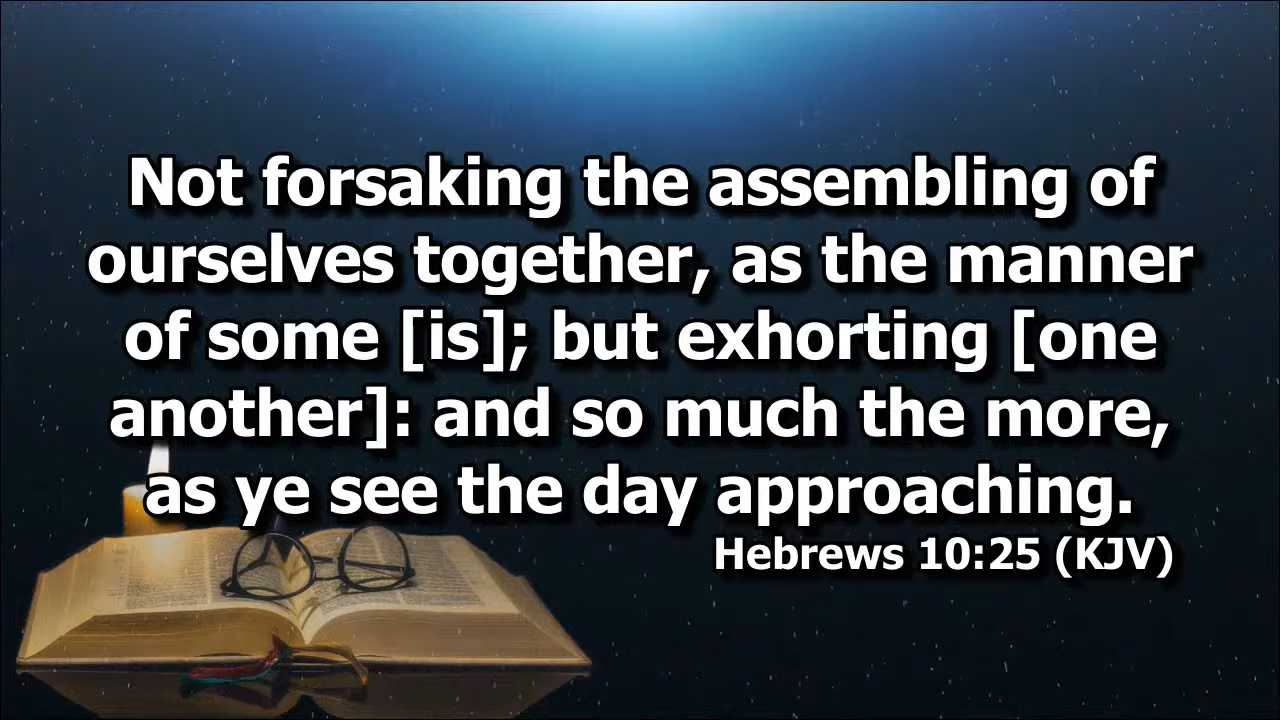 Not forsaking the assembling of
ourselves together, as the manner
of some [is]; but exhorting [one
another]: and so much the more,
as ye see the day approaching.
Hebrews 10:25 (KJV)